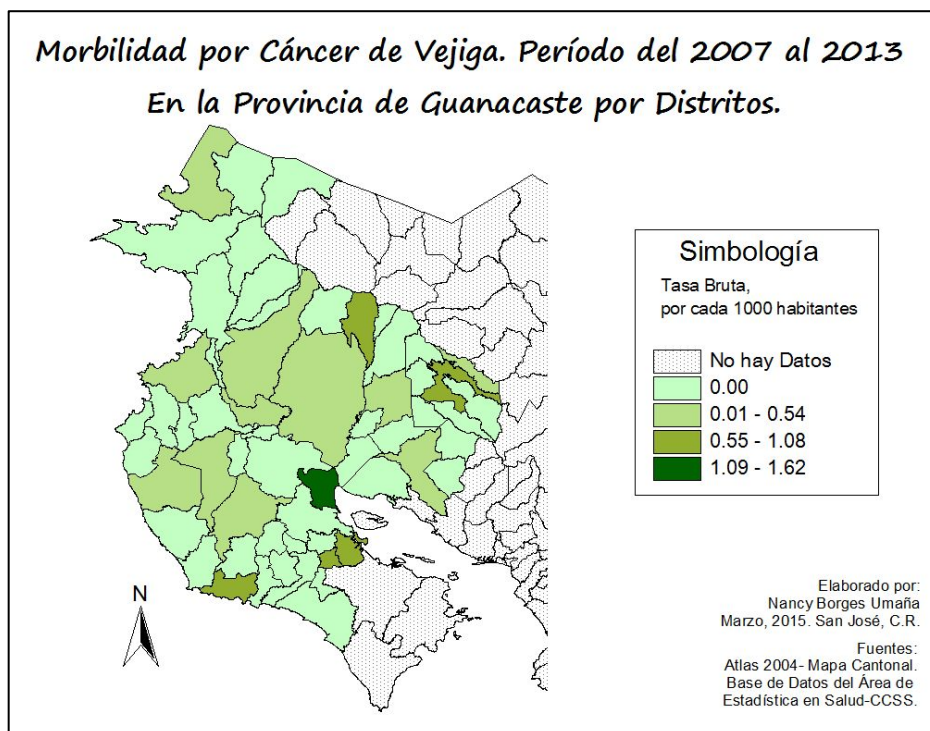 Morbilidad por Cáncer de Vejiga. Período del 2007 al 2013
En la Provincia de Guanacaste por Distritos.
Simbología
Tasa Bruta,
por cada 1000 habitantes
No hay Datos
0.00
0.01 - 0.54
0.55 - 1.08
1.09 - 1.62
N
Elaborado por:
Nancy Borges Umaña
Marzo, 2015. San José, C.R.
Fuentes:
Atlas 2004- Mapa Cantonal.
Base de Datos del Área de
Estadística en Salud-CCSS.